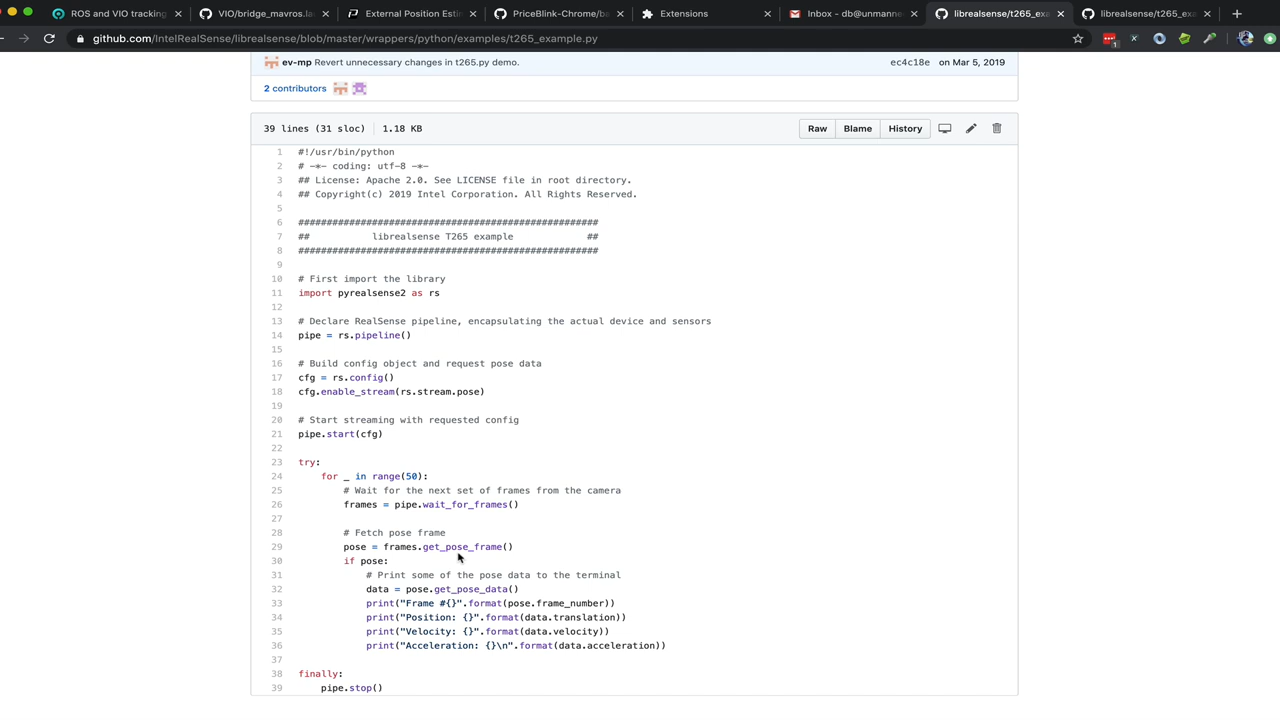 ROS and VIO tracking
VIO/bridge_mavros.la
External Position Esti
PriceBlink-Chrome/ba
Extensions
Inbox - db@unmanne
librealsense/t265_exa
librealsense/t265_exa
github.com/IntelRealSense/librealsense/blob/master/wrappers/python/examples/t265_example.py
1
ev-mp Revert unnecessary changes in t265.py demo.
ec4c18e on Mar 5, 2019
2 contributors
39 lines (31 sloc) 1.18 KB
Raw Blame History
1 #!/usr/bin/python
2 # -*- coding: utf-8 -*-
3 ## License: Apache 2.0. See LICENSE file in root directory.
4 ## Copyright(c) 2019 Intel Corporation. All Rights Reserved.
5
6 #####################################################
7 ## librealsense T265 example ##
8 #####################################################
9
10 # First import the library
11 import pyrealsense2 as rs
12
13 # Declare RealSense pipeline, encapsulating the actual device and sensors
14 pipe = rs.pipeline()
15
16 # Build config object and request pose data
17 cfg = rs.config()
18 cfg.enable_stream(rs.stream.pose)
19
20 # Start streaming with requested config
21 pipe.start(cfg)
22
23 try:
24 for _ in range(50):
25 # Wait for the next set of frames from the camera
26 frames = pipe.wait_for_frames()
27
28 # Fetch pose frame
29 pose = frames.get_pose_frame()
30 if pose:
31 # Print some of the pose data to the terminal
32 data = pose.get_pose_data()
33 print("Frame #{}".format(pose.frame_number))
34 print("Position: {}".format(data.translation))
35 print("Velocity: {}".format(data.velocity))
36 print("Acceleration: {}\n".format(data.acceleration))
37
38 finally:
39 pipe.stop()